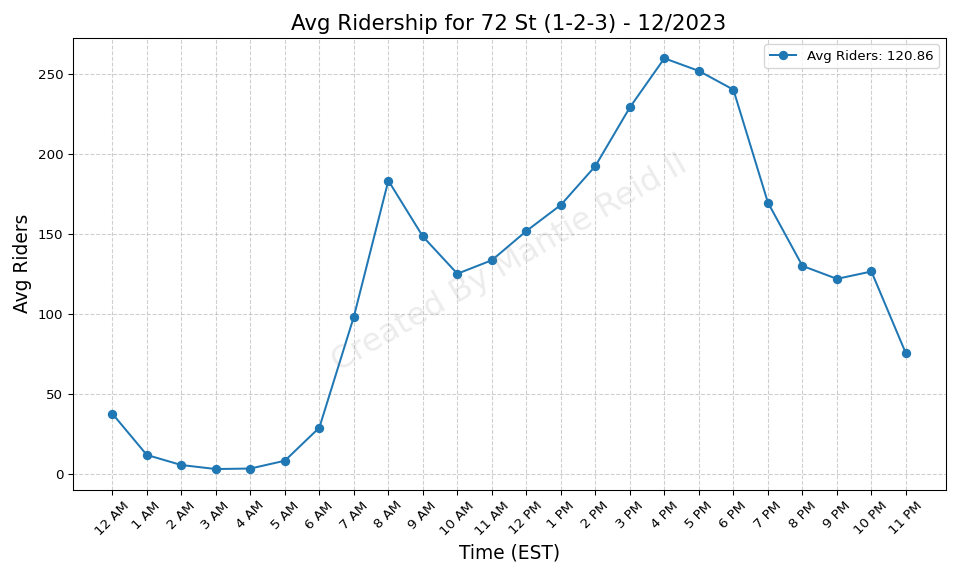 Avg Ridership for 72 St (1-2-3) - 12/2023
Avg Riders: 120.86
250
200
150
100
50
0
Avg Riders
Created By Mantie Reid II
12 AM
1 AM
2 AM
3 AM
4 AM
5 AM
6 AM
7 AM
8 AM
9 AM
10 AM
11 AM
12 PM
1 PM
2 PM
3 PM
4 PM
5 PM
6 PM
7 PM
8 PM
9 PM
10 PM
11 PM
Time (EST)